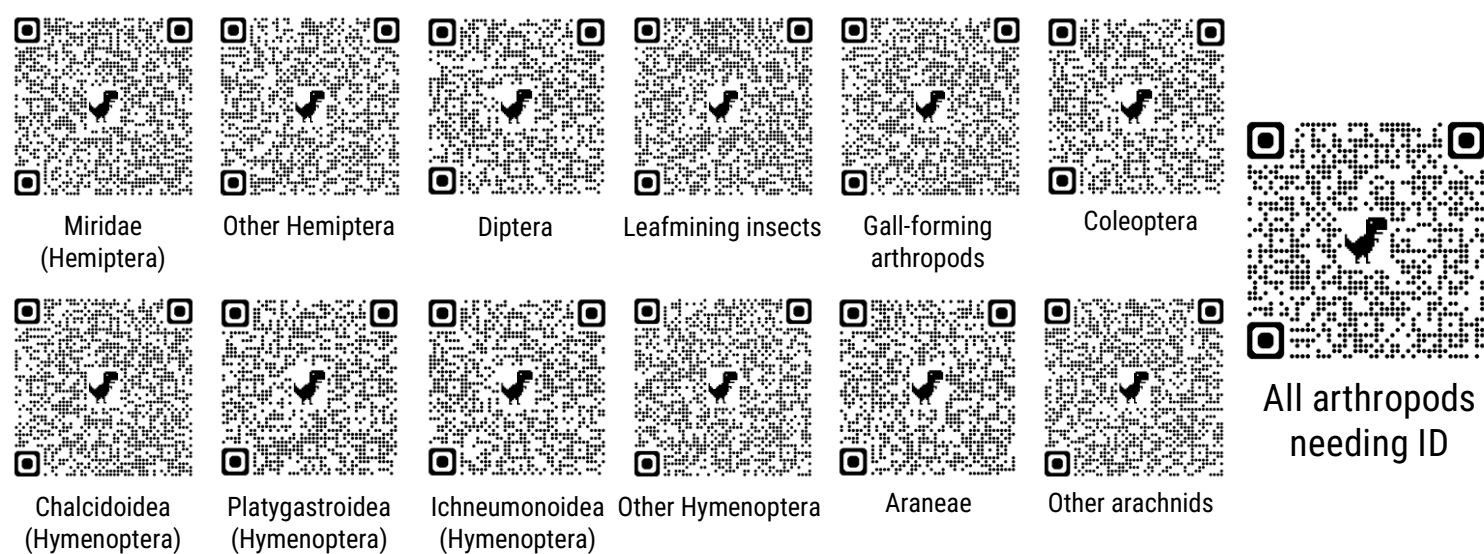 Miridae
(Hemiptera)
Other Hemiptera
Diptera
Leafmining insects
Gall-forming
arthropods
Coleoptera
Chalcidoidea
(Hymenoptera)
Platygastroidea
(Hymenoptera)
Ichneumonoidea
(Hymenoptera)
Other Hymenoptera
Araneae
Other arachnids
All arthropods
needing ID